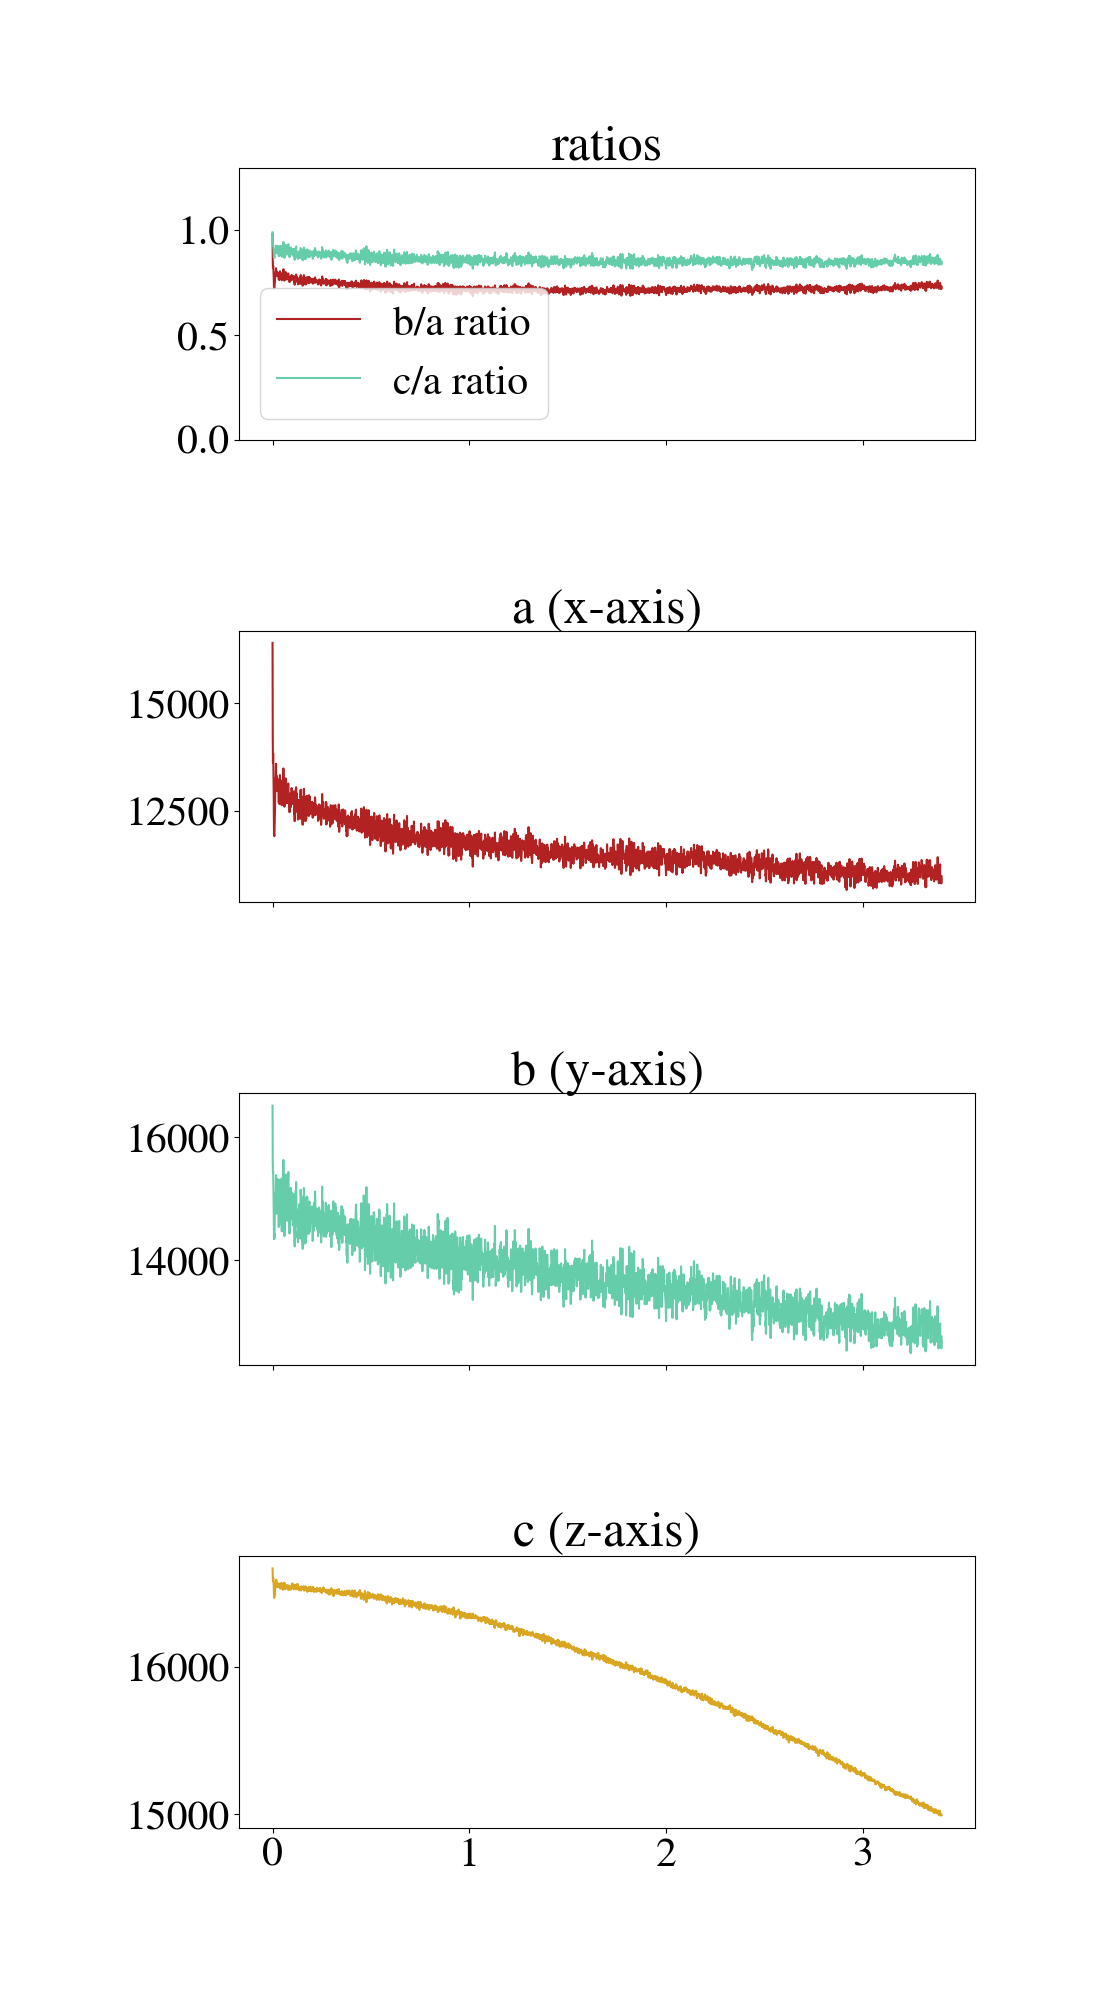 ratios
1.0
0.5
0.0
b/a ratio
c/a ratio
a (x-axis)
15000
12500
b (y-axis)
16000
14000
c (z-axis)
16000
15000
0 1 2 3